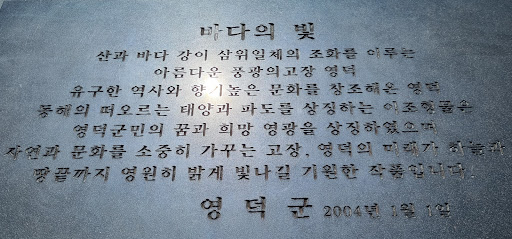 바다의 빛
산과 바다 강이 삼위일체의 조화를 이루는
아름다운 풍광의고장 영덕
유구한 역사와 향기높은 문화를 창조해온 영덕
동해의 떠오르는 태양과 파도를 상징하는 이조형물은
영덕군민의 꿈과 희망 영광을 상징하였으며
자연과 문화를 소중히 가꾸는 고장, 영덕의 미래가 하늘과
땅끝까지 영원히 밝게 빛나길 기원한 작품입니다.
영덕군 2004년 1월 1일